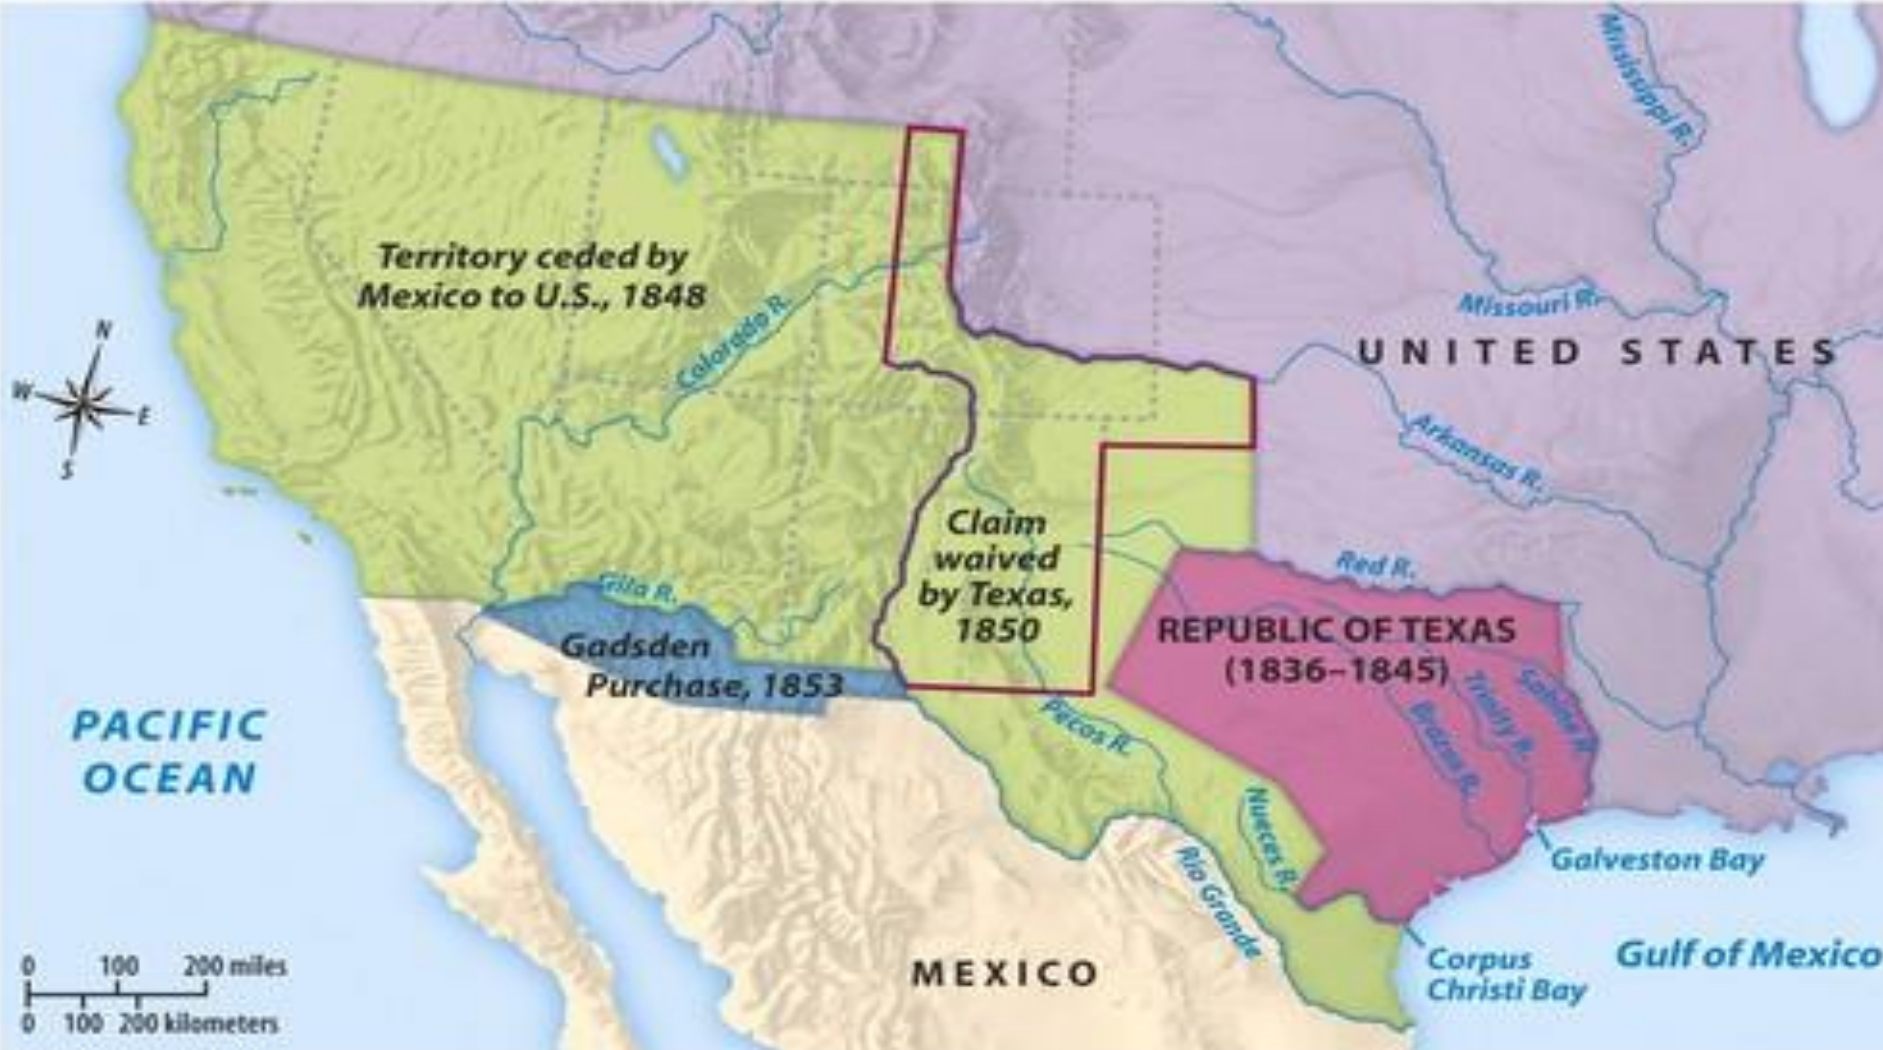 Mississippi R.
Territory ceded by
Mexico to U.S., 1848
Colorado R.
Missouri R.
UNITED STATES
N
W
E
S
Arkansas R.
Claim
waived
by Texas,
1850
Red R.
Gila R.
Gadsden
Purchase, 1853
REPUBLIC OF TEXAS
(1836–1845)
Sabine R.
Trinity R.
Brazos R.
Pecos R.
PACIFIC
OCEAN
Nueces R.
Rio Grande
Galveston Bay
MEXICO
Corpus
Christi Bay
Gulf of Mexico
0 100 200 miles
0 100 200 kilometers